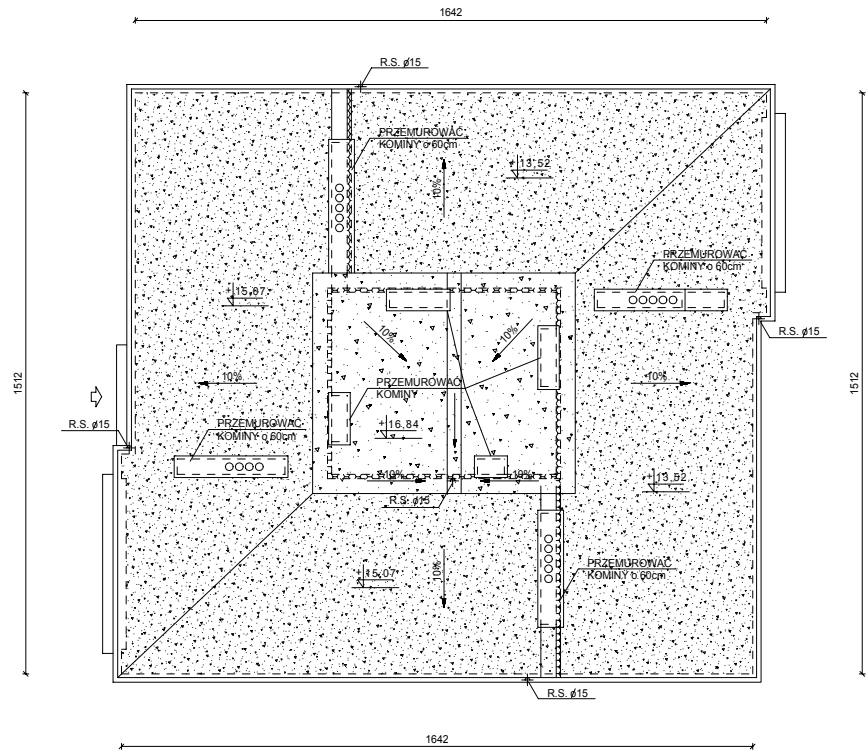 1642
R.S. ø15
PRZEMUROWAĆ
KOMINY o 60cm
10%
+13,52
PRZEMUROWAĆ
KOMINY o 60cm
+15,07
R.S. ø15
10%
10%
1512
10%
PRZEMUROWAĆ
KOMINY
10%
1512
PRZEMUROWAĆ
KOMINY o 60cm
R.S. ø15
+16,84
10%
10%
+13,52
R.S. ø15
+15,07
10%
PRZEMUROWAĆ
KOMINY o 60cm
R.S. ø15
1642